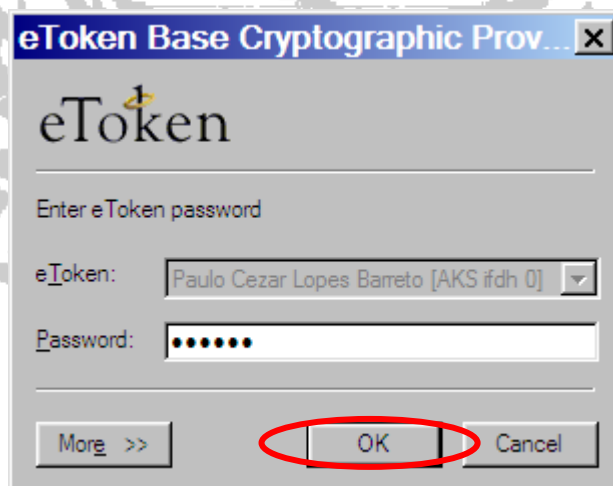 eToken Base Cryptographic Prov...
eToken
Enter eToken password
eToken: Paulo Cezar Lopes Barreto [AKS ifdh 0]
Password: ••••••
More >> OK Cancel